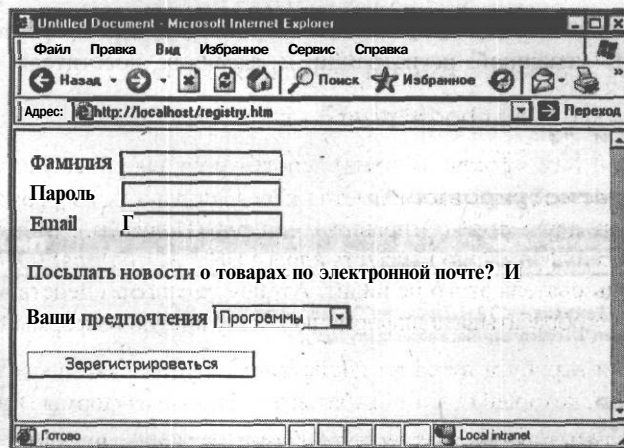 Untitled Document - Microsoft Internet Explorer
Файл Правка Вид Избранное Сервис Справка
Назад Поиск Избранное »
Адрес: http://localhost/registry.htm Переход
Фамилия
Пароль
Email Г
Посылать новости о товарах по электронной почте? И
Ваши предпочтения Программы
Зарегистрироваться
Готово Local intranet